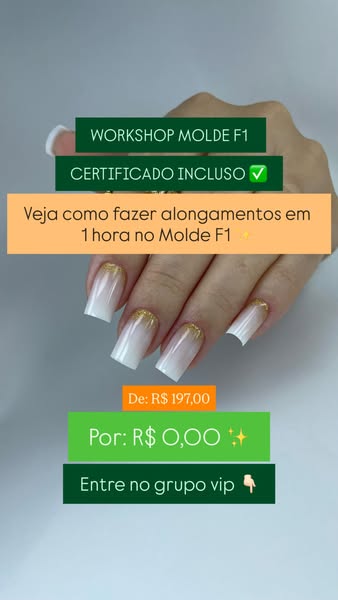 WORKSHOP MOLDE F1
CERTIFICADO INCLUSO ✅
Veja como fazer alongamentos em
1 hora no Molde F1 ✨
De: R$ 197,00
Por: R$ 0,00 ✨
Entre no grupo vip 👇🏻